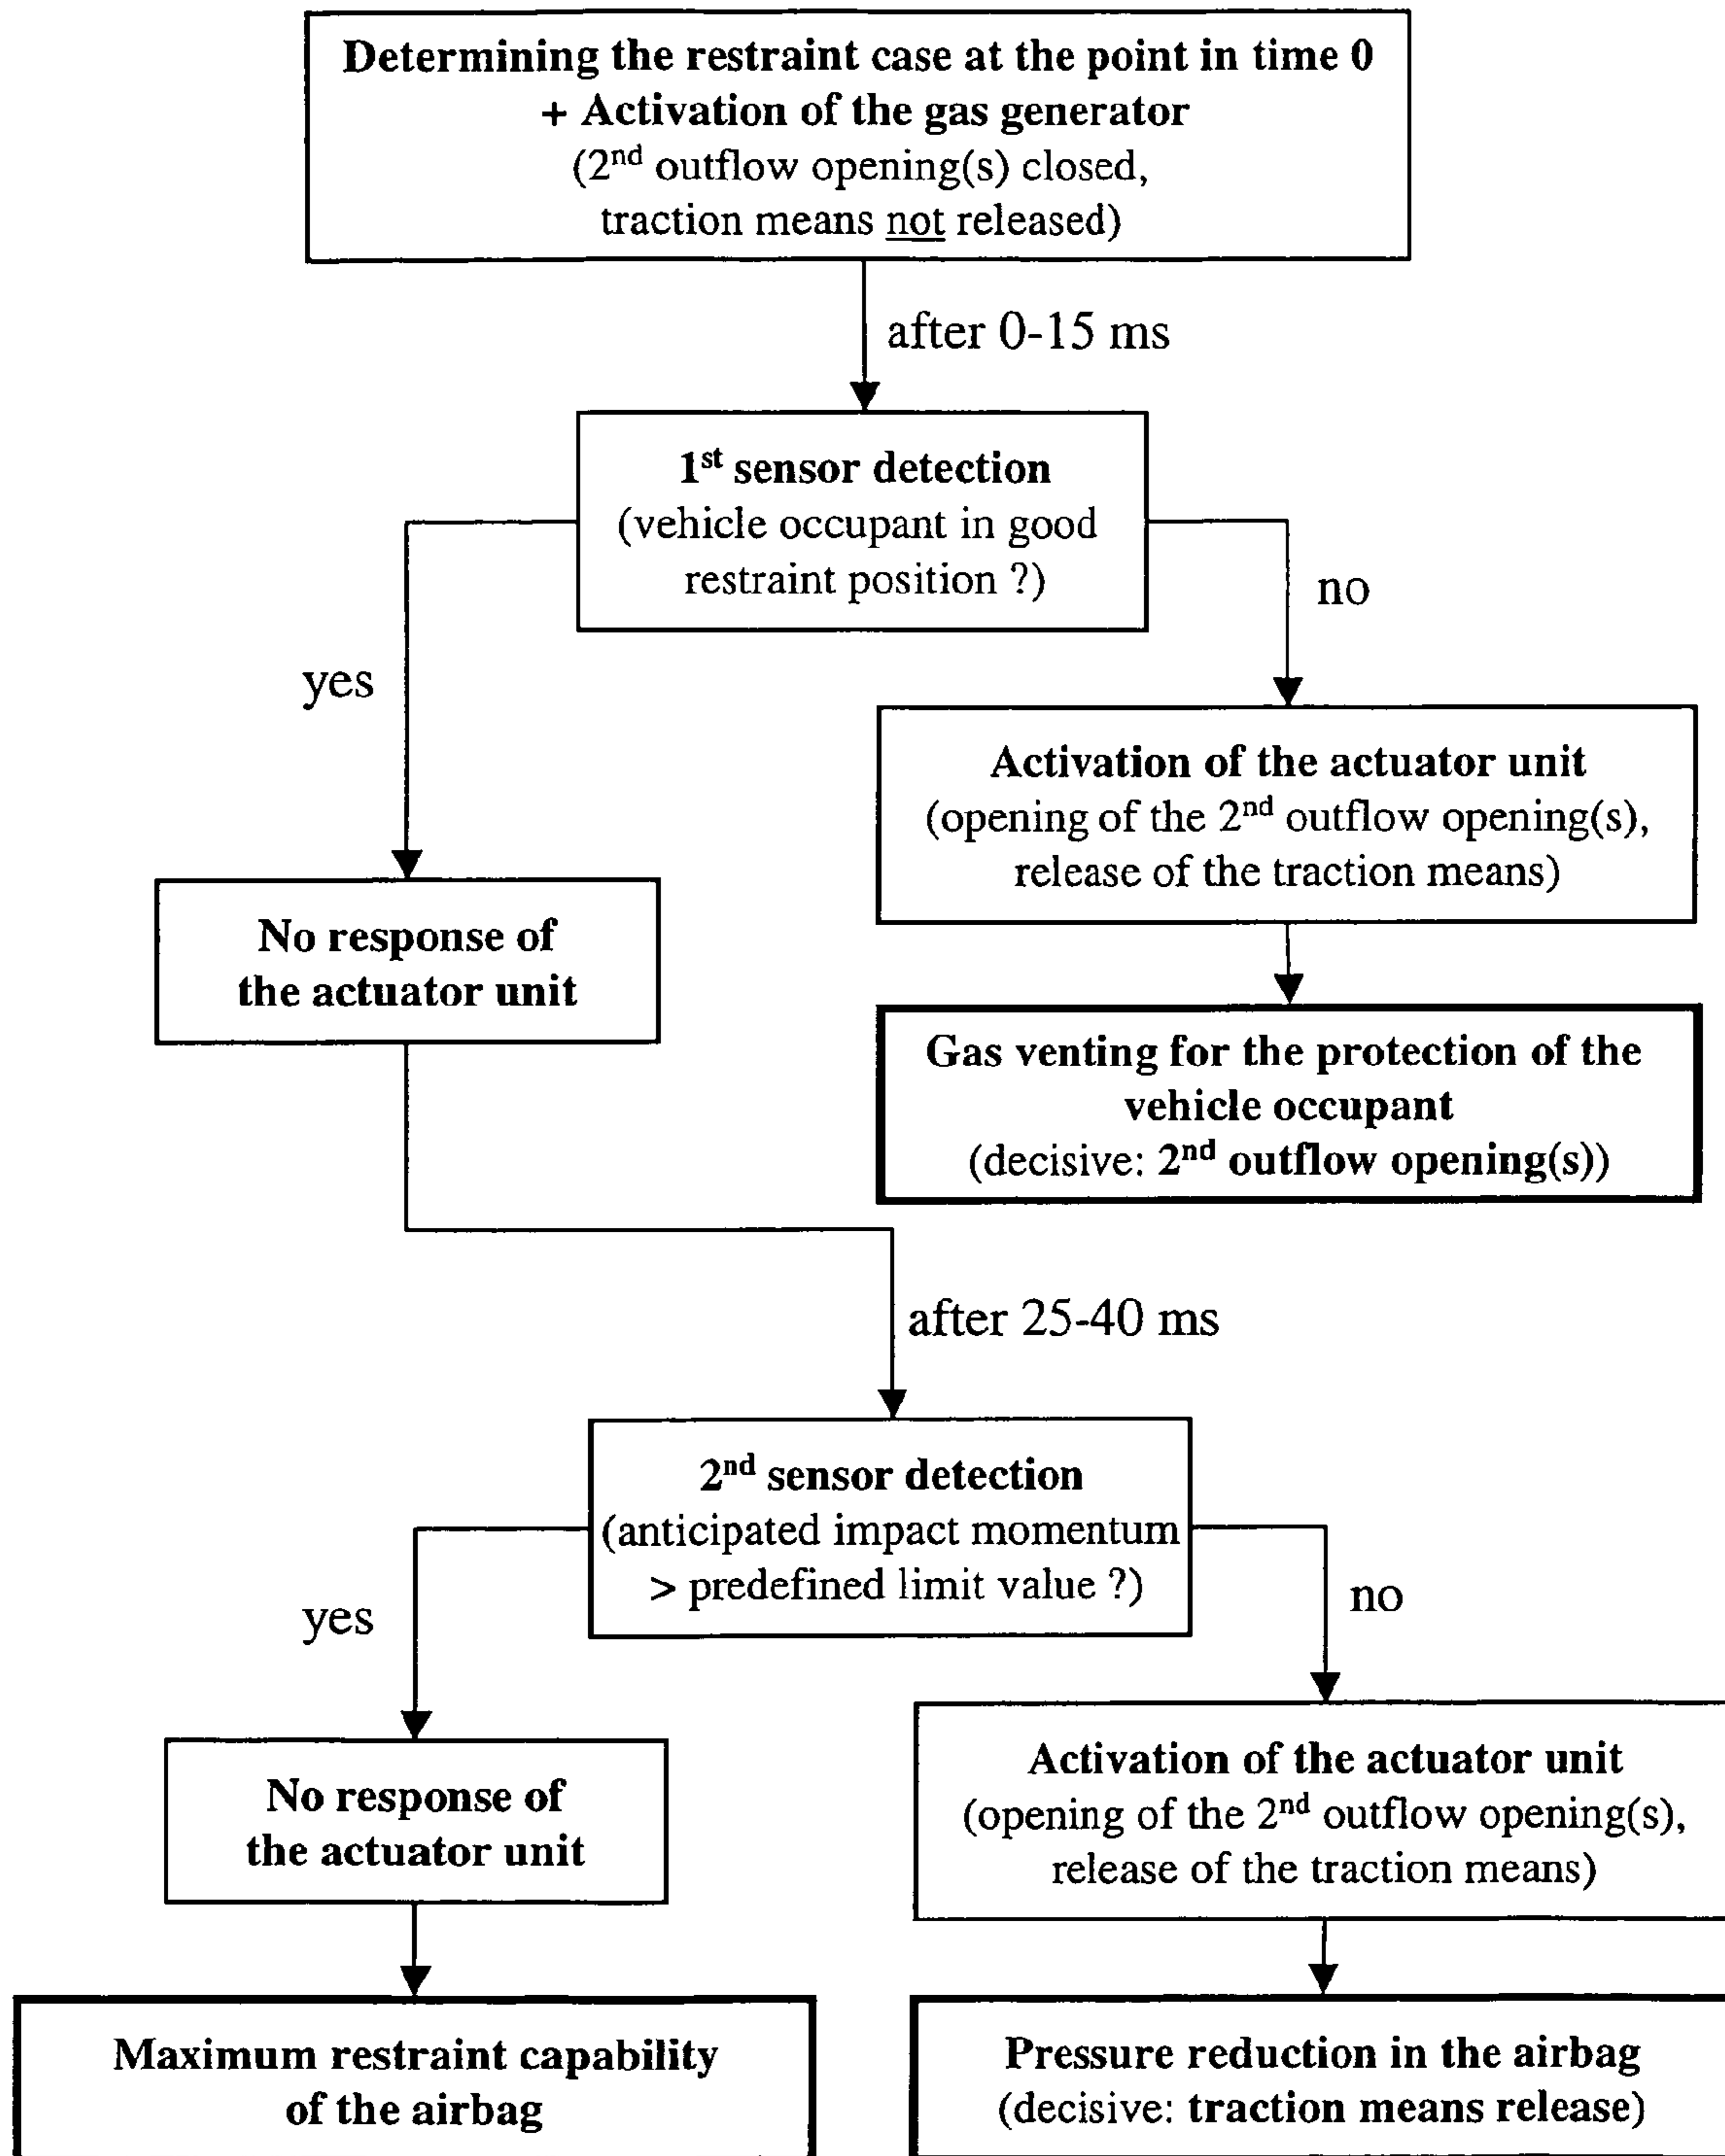 Determining the restraint case at the point in time 0
+ Activation of the gas generator
(2nd outflow opening(s) closed,
traction means not released)
after 0-15 ms
1st sensor detection
(vehicle occupant in good
restraint position ?)
no
yes
Activation of the actuator unit
(opening of the 2nd outflow opening(s),
release of the traction means)
No response of
the actuator unit
Gas venting for the protection of the
vehicle occupant
(decisive: 2nd outflow opening(s))
after 25-40 ms
2nd sensor detection
(anticipated impact momentum
> predefined limit value ?)
yes
no
Activation of the actuator unit
(opening of the 2nd outflow opening(s),
release of the traction means)
No response of
the actuator unit
Maximum restraint capability
of the airbag
Pressure reduction in the airbag
(decisive: traction means release)